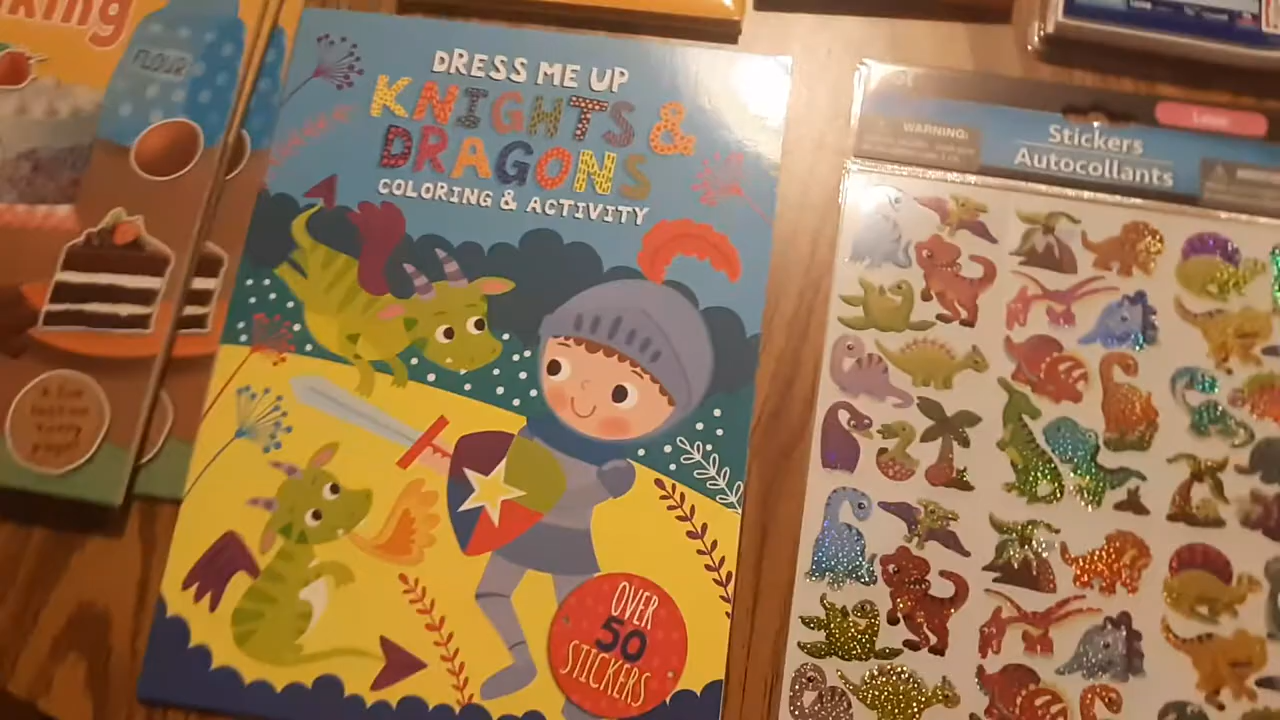 king
FLOUR
DRESS ME UP
KNIGHTS &
DRAGONS
COLORING & ACTIVITY
OVER
50
STICKERS
WARNING:
Stickers
Autocollants